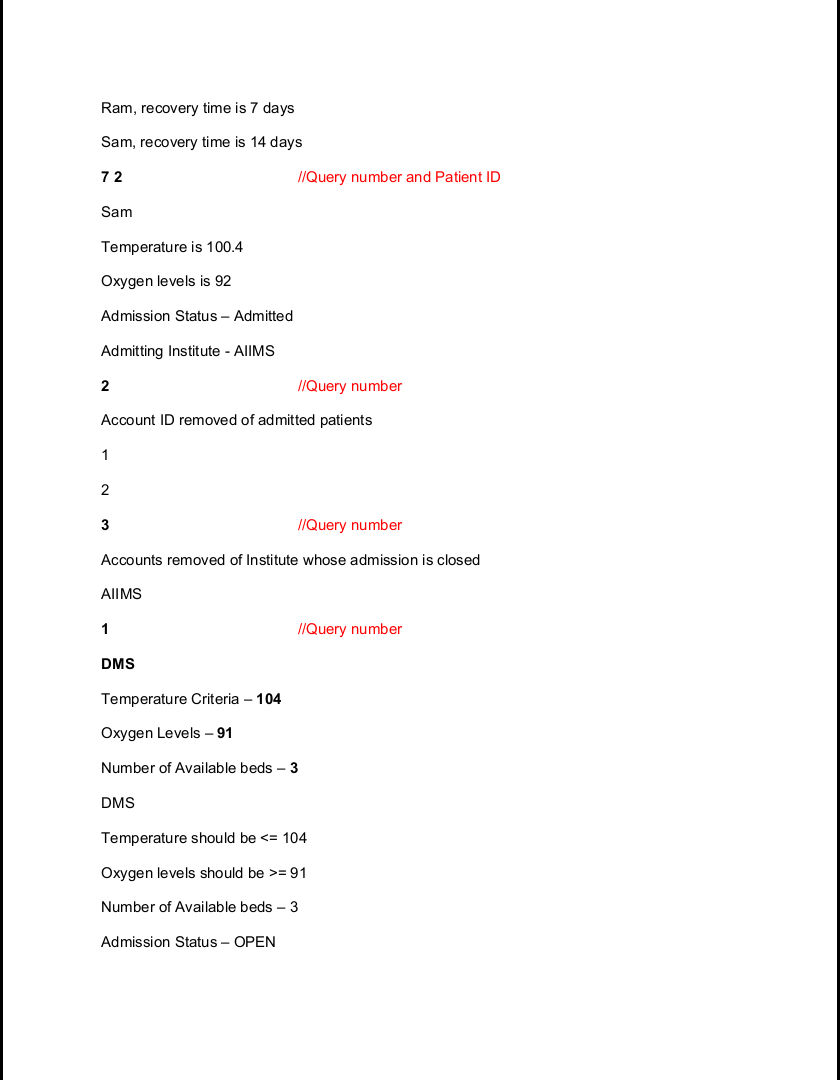 Ram, recovery time is 7 days
Sam, recovery time is 14 days
7 2 //Query number and Patient ID
Sam
Temperature is 100.4
Oxygen levels is 92
Admission Status – Admitted
Admitting Institute - AIIMS
2 //Query number
Account ID removed of admitted patients
1
2
3 //Query number
Accounts removed of Institute whose admission is closed
AIIMS
1 //Query number
DMS
Temperature Criteria – 104
Oxygen Levels – 91
Number of Available beds – 3
DMS
Temperature should be <= 104
Oxygen levels should be >= 91
Number of Available beds – 3
Admission Status – OPEN